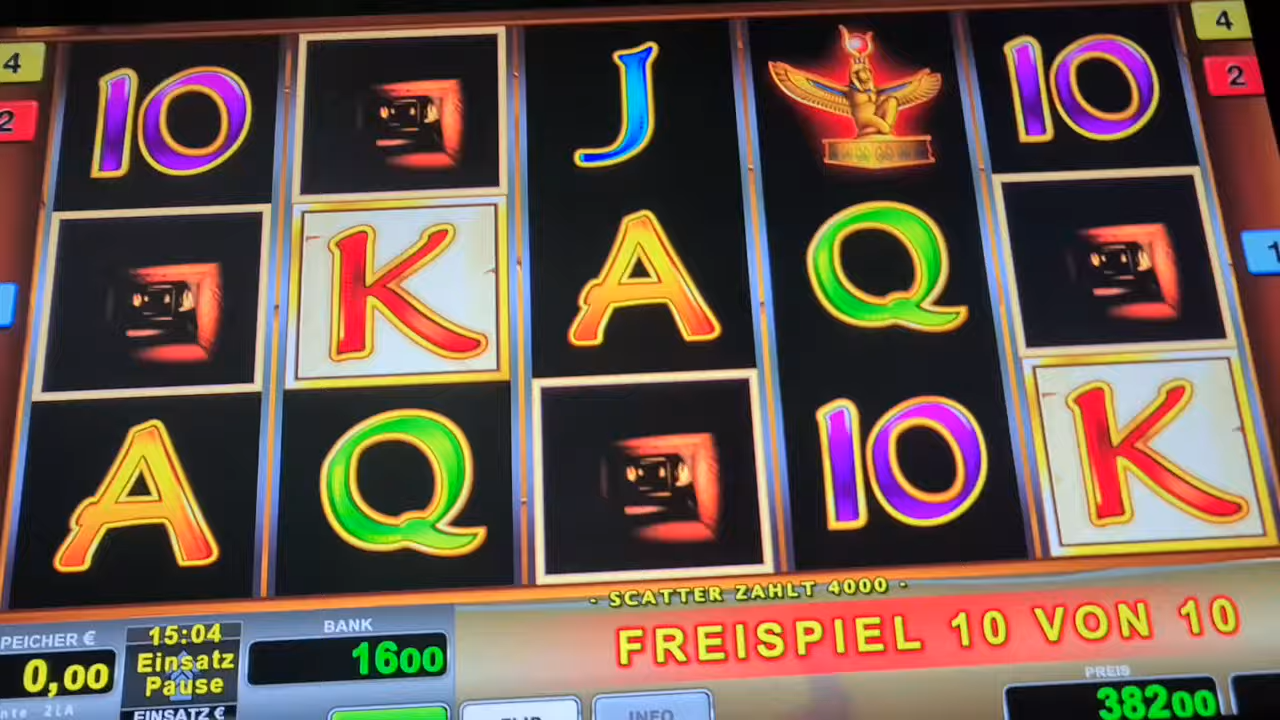 4
10
J
10
4
2
2
K
A
Q
1
A
Q
10
K
- SCATTER ZAHLT 4000 -
FREISPIEL 10 VON 10
PEICHER €
0,00
15:04
Einsatz
Pause
EINSATZ €
BANK
1600
PREIS
38200
INFO